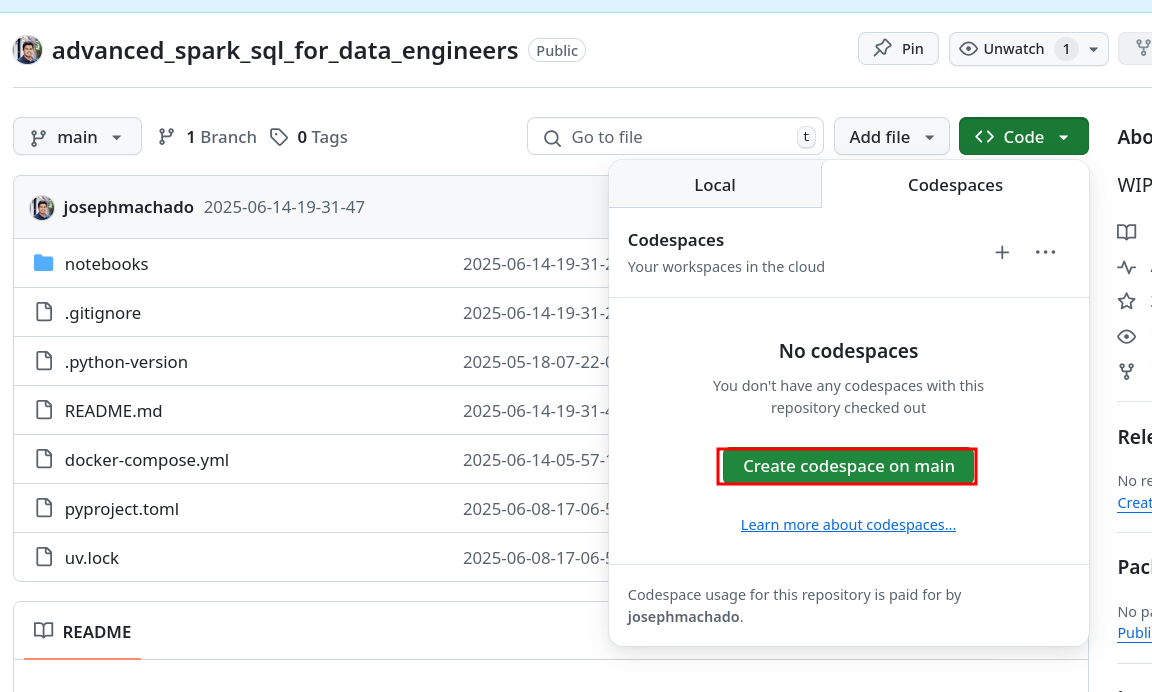 advanced_spark_sql_for_data_engineers Public Pin Unwatch 1
main 1 Branch 0 Tags Go to file t Add file Code
Abo
Local Codespaces
WIP
josephmachado 2025-06-14-19-31-47
Codespaces
Your workspaces in the cloud
notebooks 2025-06-14-19-31-2
.gitignore 2025-06-14-19-31-2
.python-version 2025-05-18-07-22-0
README.md 2025-06-14-19-31-4
docker-compose.yml 2025-06-14-05-57-1
pyproject.toml 2025-06-08-17-06-5
uv.lock 2025-06-08-17-06-5
No codespaces
You don't have any codespaces with this
repository checked out
Create codespace on main
Learn more about codespaces...
Codespace usage for this repository is paid for by
josephmachado.
README
Rele
No re
Creat
Pac
No pa
Publi